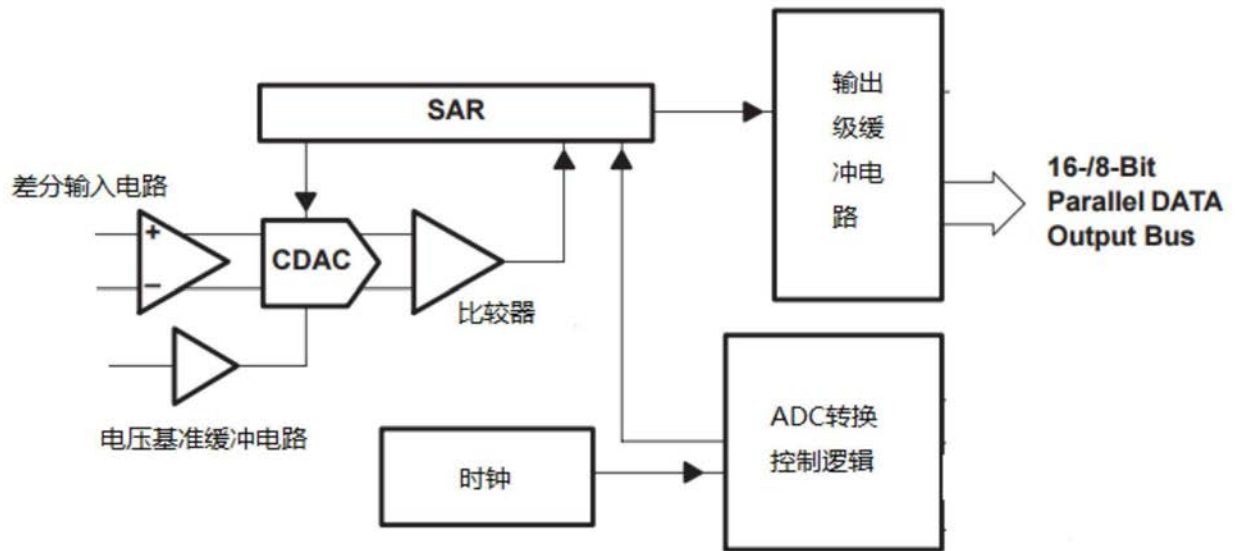 SAR
输出
级缓
冲电
路
16-/8-Bit
Parallel DATA
Output Bus
差分输入电路
+
−
CDAC
比较器
电压基准缓冲电路
时钟
ADC转换
控制逻辑